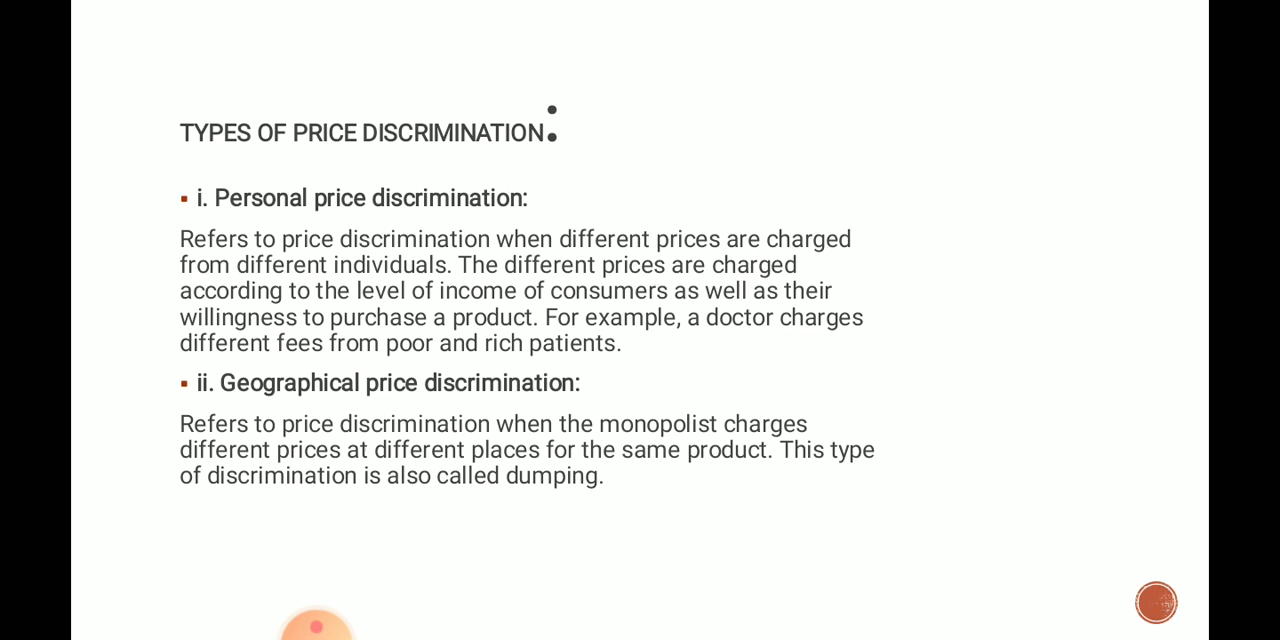 TYPES OF PRICE DISCRIMINATION:
▪ i. Personal price discrimination:
Refers to price discrimination when different prices are charged
from different individuals. The different prices are charged
according to the level of income of consumers as well as their
willingness to purchase a product. For example, a doctor charges
different fees from poor and rich patients.
▪ ii. Geographical price discrimination:
Refers to price discrimination when the monopolist charges
different prices at different places for the same product. This type
of discrimination is also called dumping.